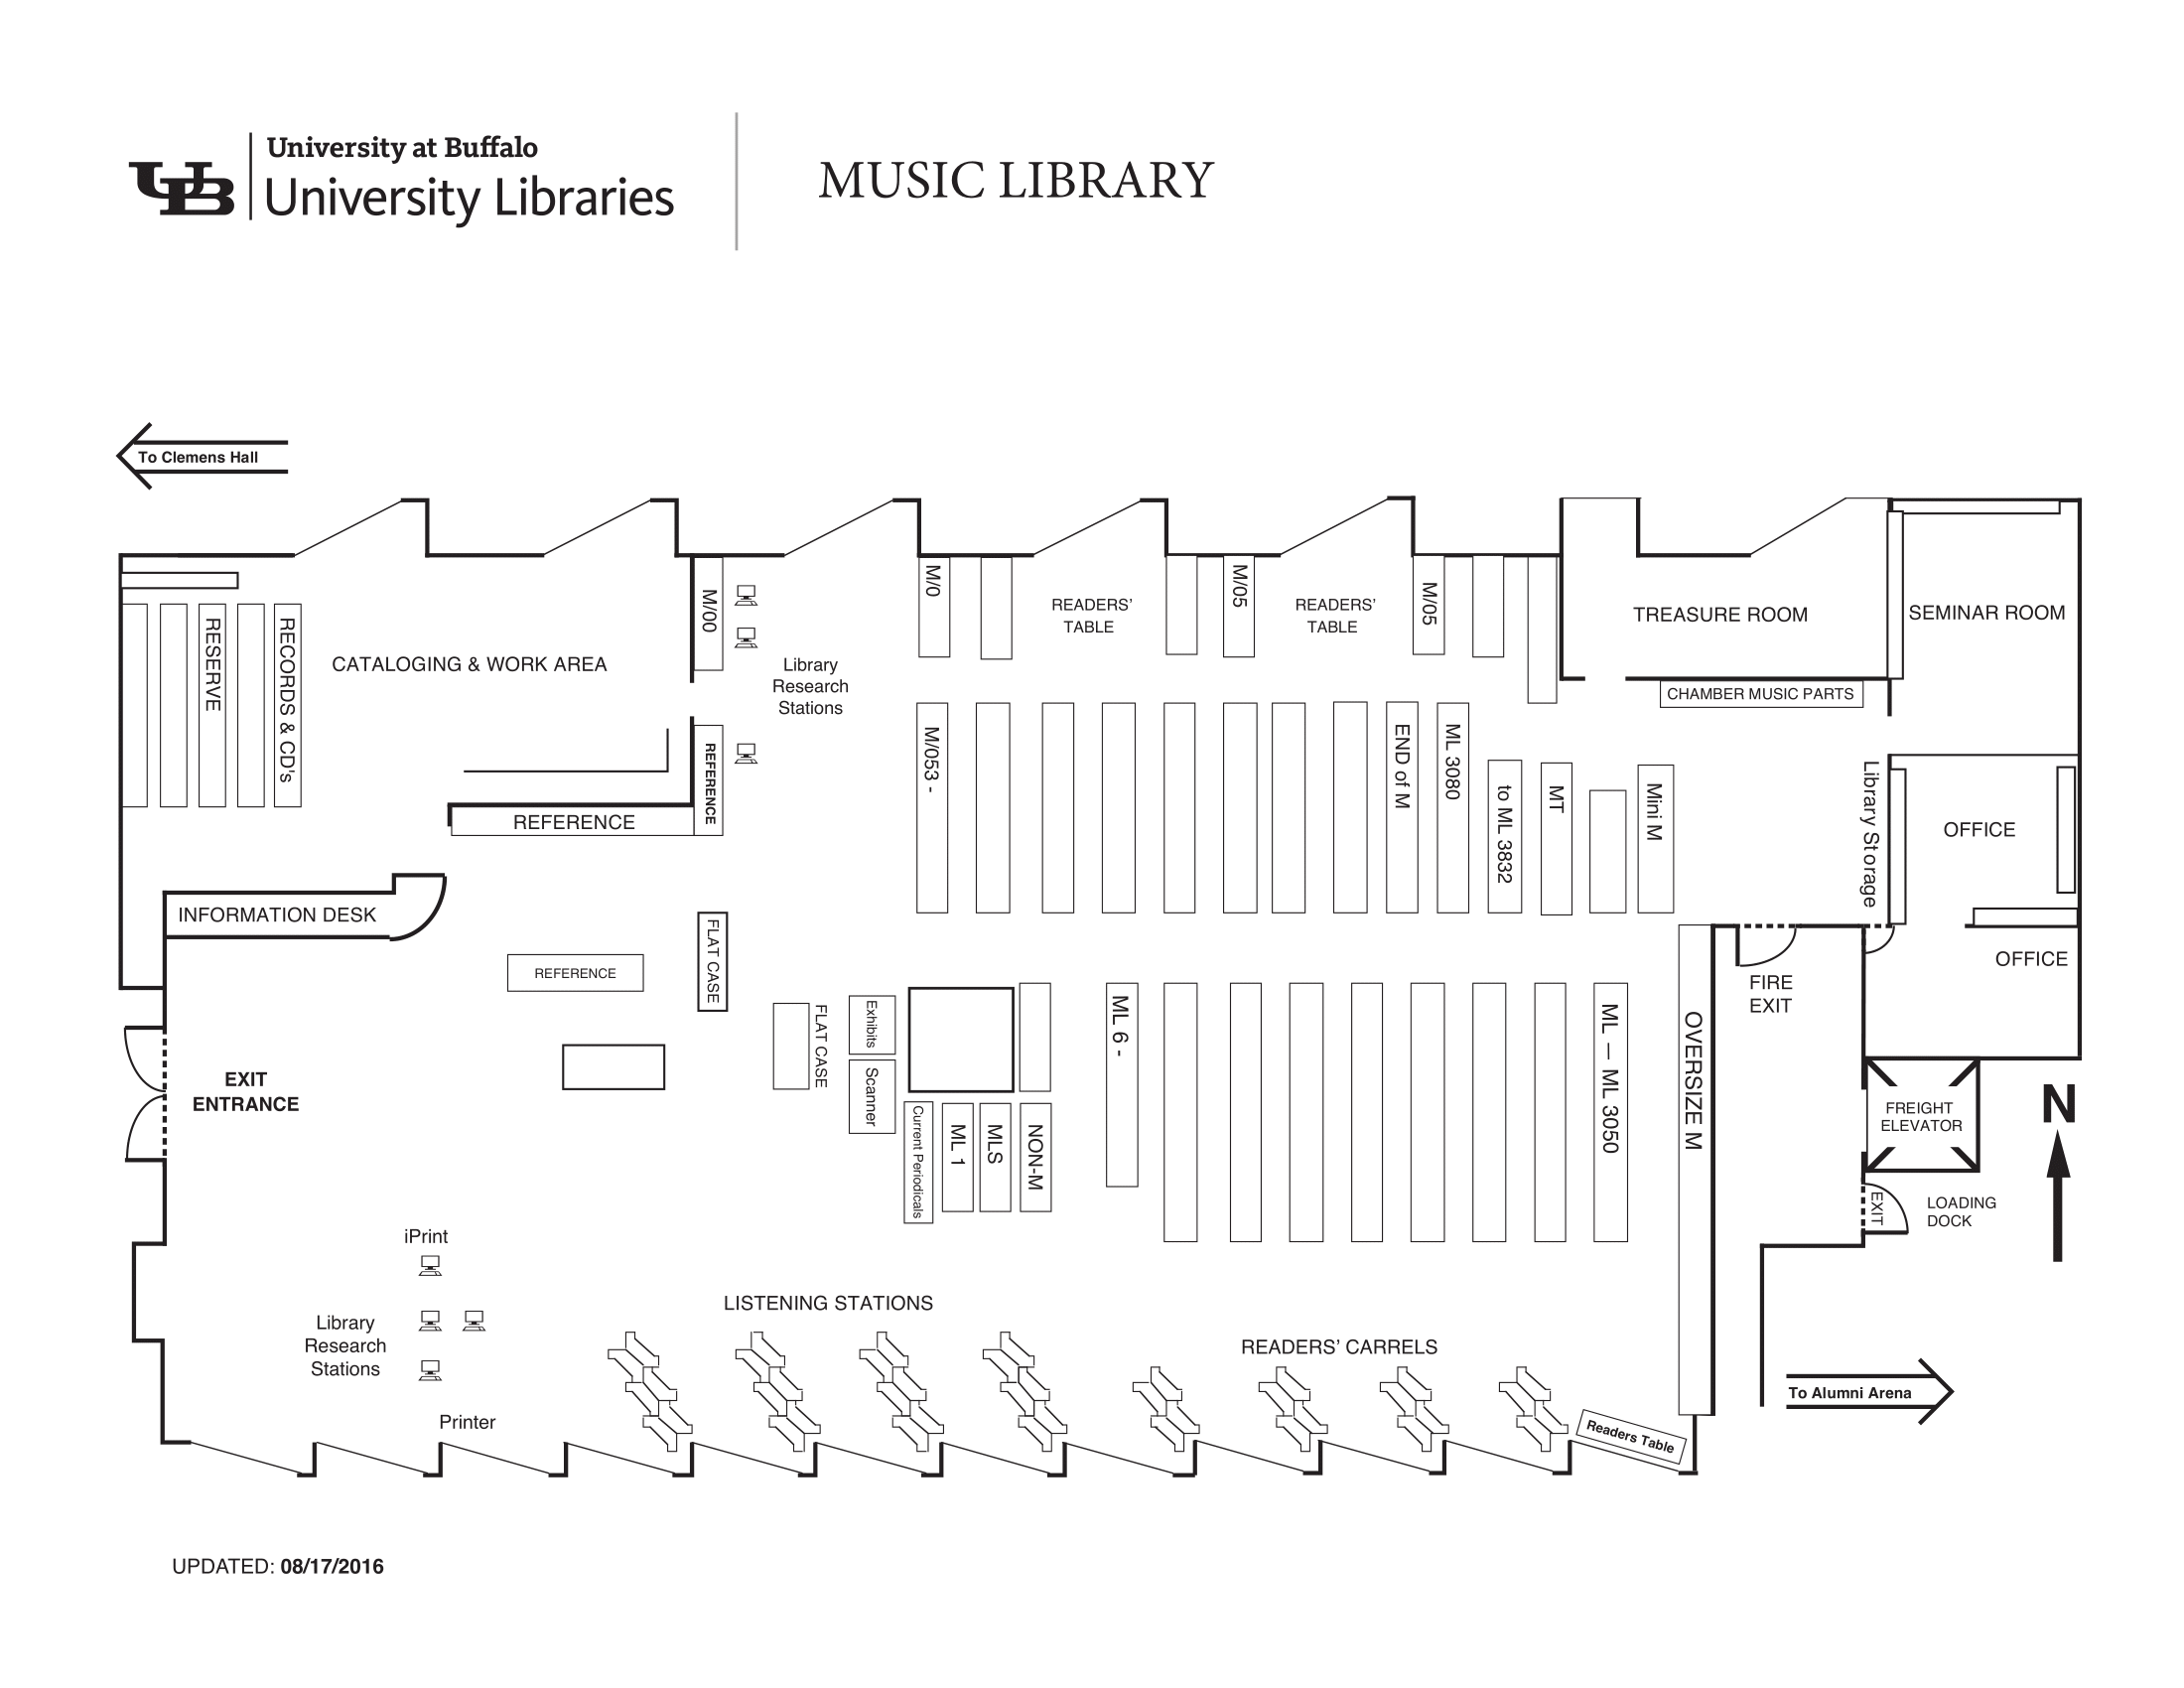 University at Buffalo
University Libraries
UB
MUSIC LIBRARY
To Clemens Hall
M/00
M/0
READERS'
TABLE
M/05
READERS'
TABLE
M/05
TREASURE ROOM
SEMINAR ROOM
RESERVE
RECORDS & CD's
CATALOGING & WORK AREA
Library
Research
Stations
CHAMBER MUSIC PARTS
REFERENCE
REFERENCE
M/053 -
END of M
ML 3080
to ML 3832
MT
Mini M
Library Storage
OFFICE
INFORMATION DESK
OFFICE
REFERENCE
FLAT CASE
FLAT CASE
Exhibits
Scanner
Current Periodicals
ML 1
MLS
NON-M
ML 6 -
ML — ML 3050
OVERSIZE M
FIRE
EXIT
EXIT
ENTRANCE
FREIGHT
ELEVATOR
N
EXIT
LOADING
DOCK
iPrint
Library
Research
Stations
Printer
LISTENING STATIONS
READERS' CARRELS
Readers Table
To Alumni Arena
UPDATED: 08/17/2016